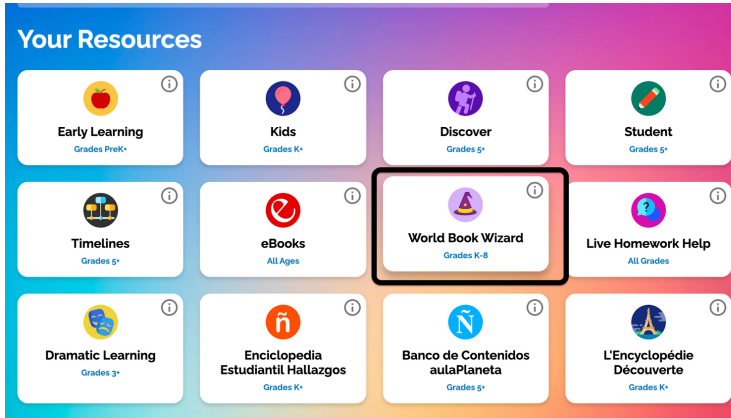 Your Resources
Early Learning
Grades PreK+
Kids
Grades K+
Discover
Grades 5+
Student
Grades 5+
Timelines
Grades 5+
eBooks
All Ages
World Book Wizard
Grades K-8
Live Homework Help
All Grades
Dramatic Learning
Grades 3+
Enciclopedia
Estudiantil Hallazgos
Grades K+
Banco de Contenidos
aulaPlaneta
Grades 5+
L'Encyclopédie
Découverte
Grades K+